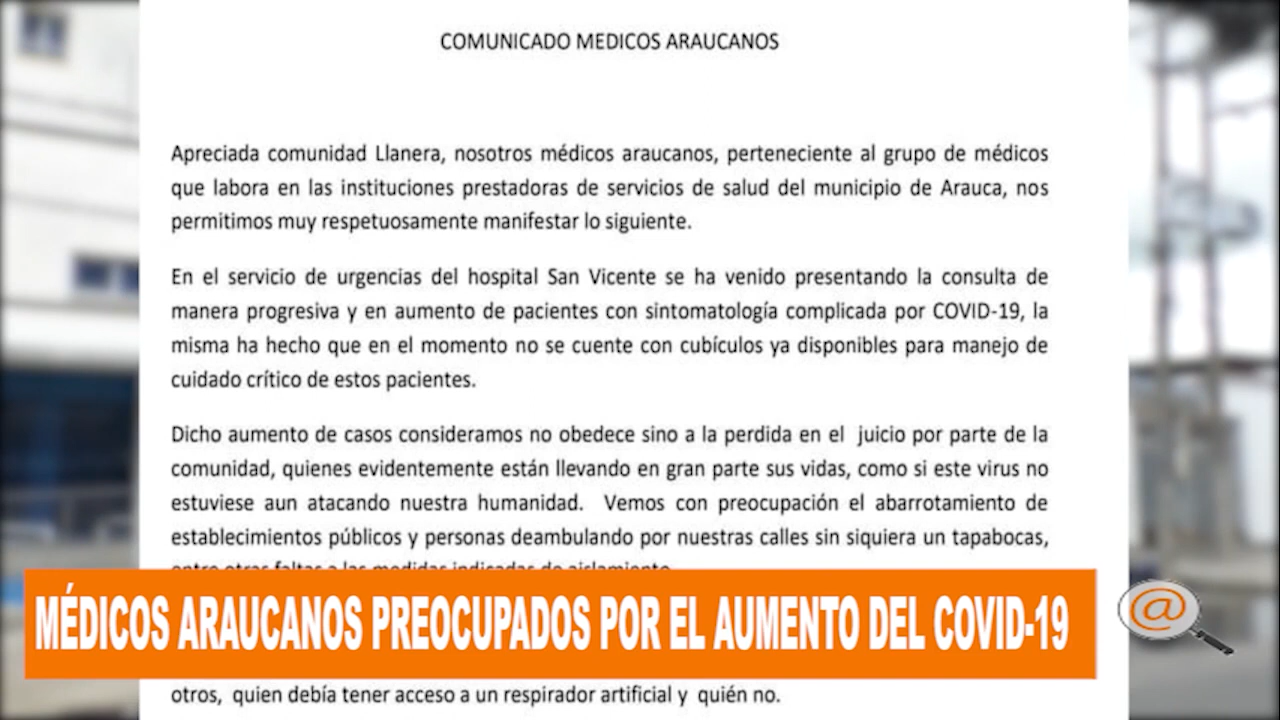 COMUNICADO MEDICOS ARAUCANOS
Apreciada comunidad Llanera, nosotros médicos araucanos, perteneciente al grupo de médicos
que labora en las instituciones prestadoras de servicios de salud del municipio de Arauca, nos
permitimos muy respetuosamente manifestar lo siguiente.
En el servicio de urgencias del hospital San Vicente se ha venido presentando la consulta de
manera progresiva y en aumento de pacientes con sintomatología complicada por COVID-19, la
misma ha hecho que en el momento no se cuente con cubículos ya disponibles para manejo de
cuidado crítico de estos pacientes.
Dicho aumento de casos consideramos no obedece sino a la perdida en el juicio por parte de la
comunidad, quienes evidentemente están llevando en gran parte sus vidas, como si este virus no
estuviese aun atacando nuestra humanidad. Vemos con preocupación el abarrotamiento de
establecimientos públicos y personas deambulando por nuestras calles sin siquiera un tapabocas,
entre otras faltas a las medidas indicadas de aislamiento.
MÉDICOS ARAUCANOS PREOCUPADOS POR EL AUMENTO DEL COVID-19
@
otros, quien debía tener acceso a un respirador artificial y quién no.